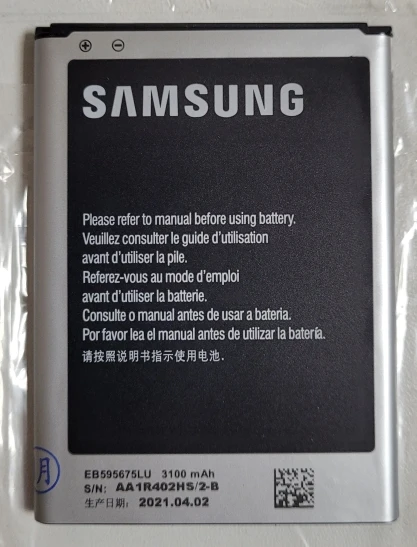 SAMSUNG
Please refer to manual before using battery.
Veuillez consulter le guide d'utilisation
avant d'utiliser la pile.
Referez-vous au mode d'emploi
avant d'utiliser la batterie.
Consulte o manual antes de usar a bateria.
Por favor lea el manual antes de utilizar la batería.
请按照说明书指示使用电池.
EB595675LU 3100 mAh
S/N: AA1R402HS/2-B
生产日期: 2021.04.02
月